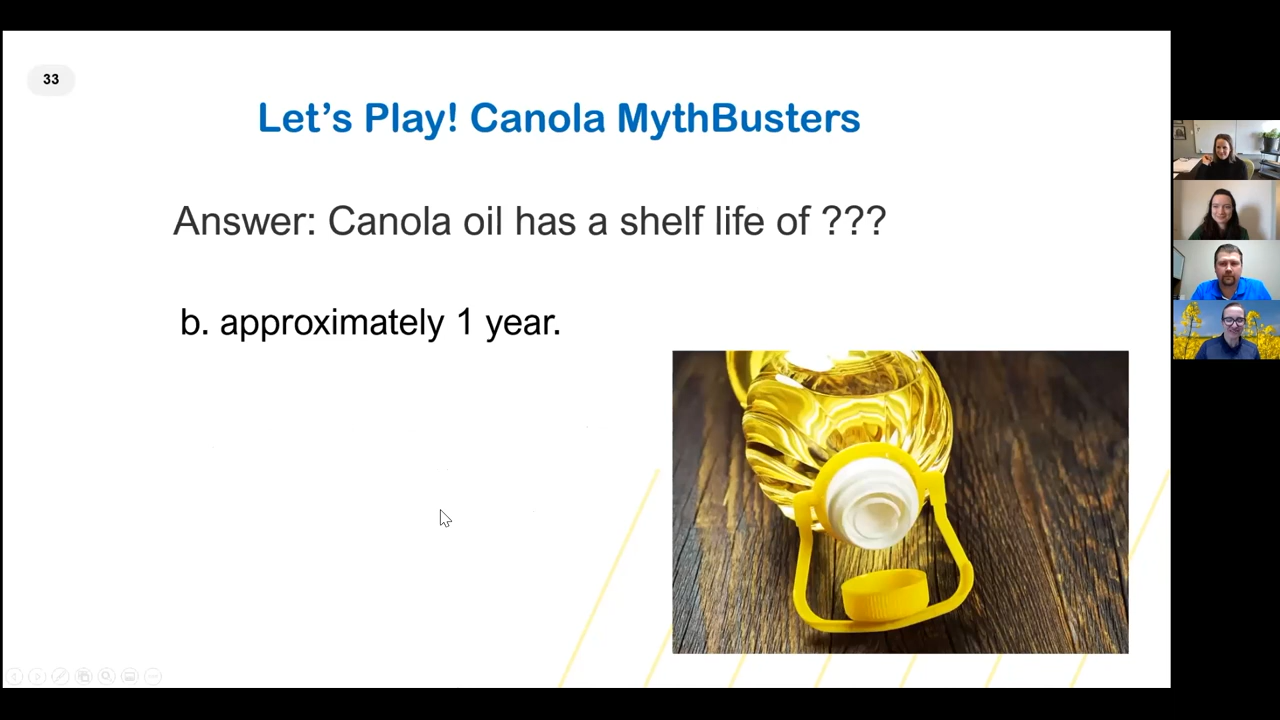 33
Let’s Play! Canola MythBusters
Answer: Canola oil has a shelf life of ???
b. approximately 1 year.